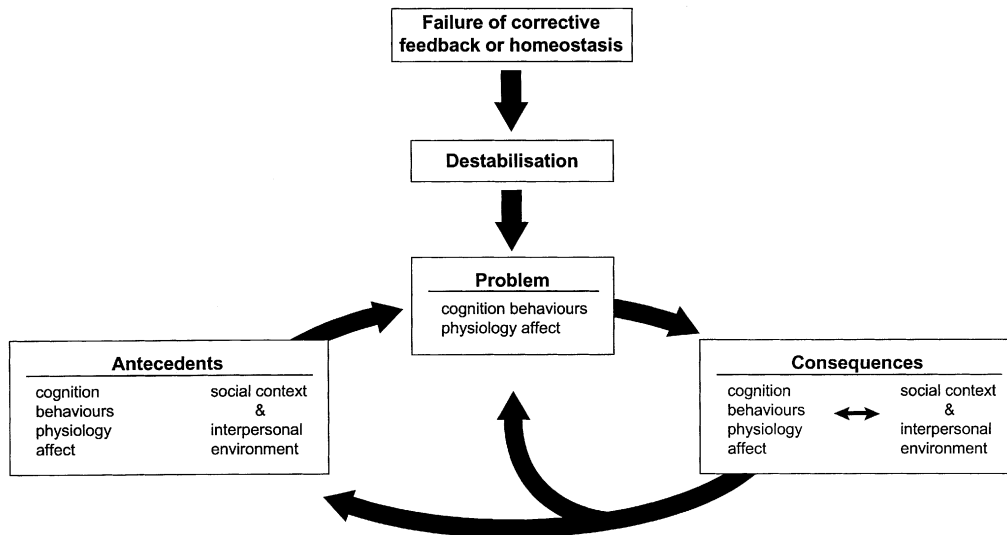 Failure of corrective
feedback or homeostasis
Destabilisation
Problem
cognition behaviours
physiology affect
Antecedents
cognition
behaviours
physiology
affect
social context
&
interpersonal
environment
Consequences
cognition
behaviours
physiology
affect
social context
&
interpersonal
environment